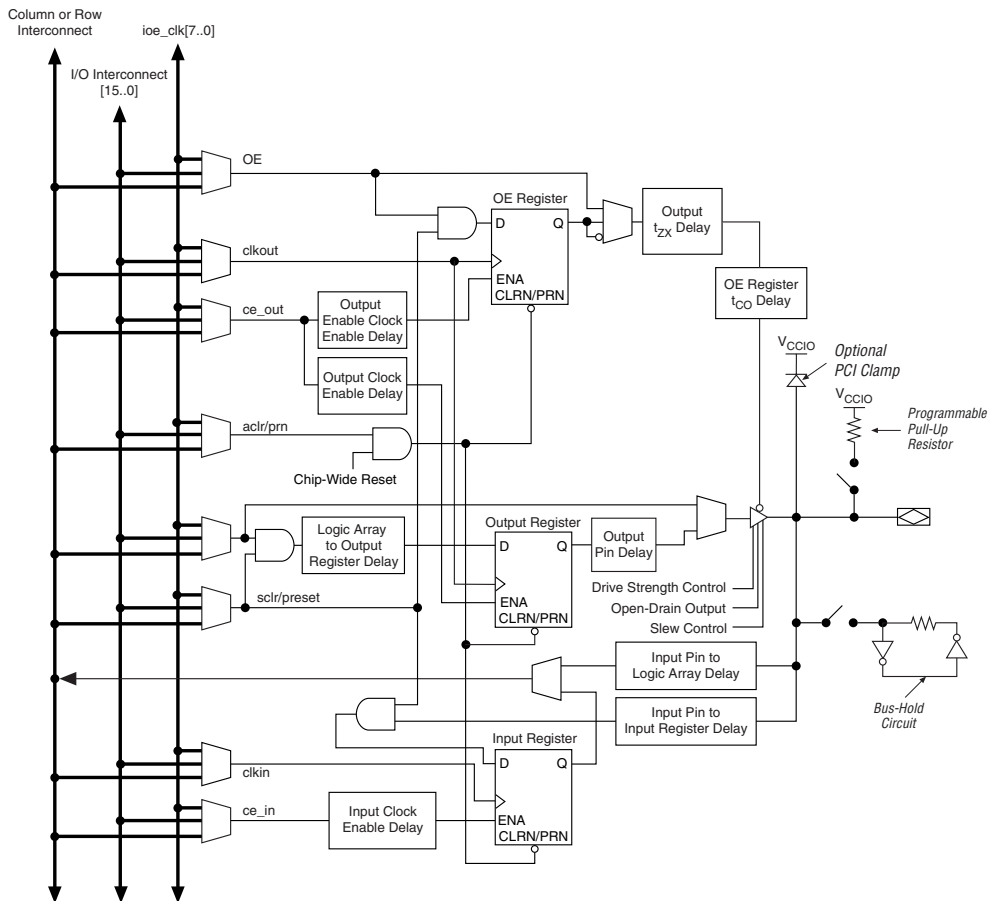 Column or Row
Interconnect
ioe_clk[7..0]
I/O Interconnect
[15..0]
OE
OE Register
D
Q
ENA
CLRN/PRN
Output
tZX Delay
clkout
OE Register
tCO Delay
ce_out
Output
Enable Clock
Enable Delay
Output Clock
Enable Delay
VCCIO
Optional
PCI Clamp
VCCIO
Programmable
Pull-Up
Resistor
aclr/prn
Chip-Wide Reset
Logic Array
to Output
Register Delay
Output Register
D
Q
ENA
CLRN/PRN
Output
Pin Delay
sclr/preset
Drive Strength Control
Open-Drain Output
Slew Control
Input Pin to
Logic Array Delay
Input Pin to
Input Register Delay
Bus-Hold
Circuit
Input Register
D
Q
ENA
CLRN/PRN
clkin
ce_in
Input Clock
Enable Delay